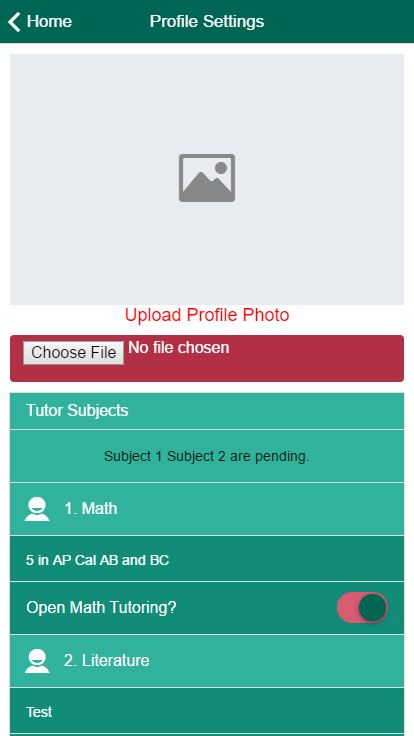 Home Profile Settings
Upload Profile Photo
Choose File No file chosen
Tutor Subjects
Subject 1 Subject 2 are pending.
1. Math
5 in AP Cal AB and BC
Open Math Tutoring?
2. Literature
Test